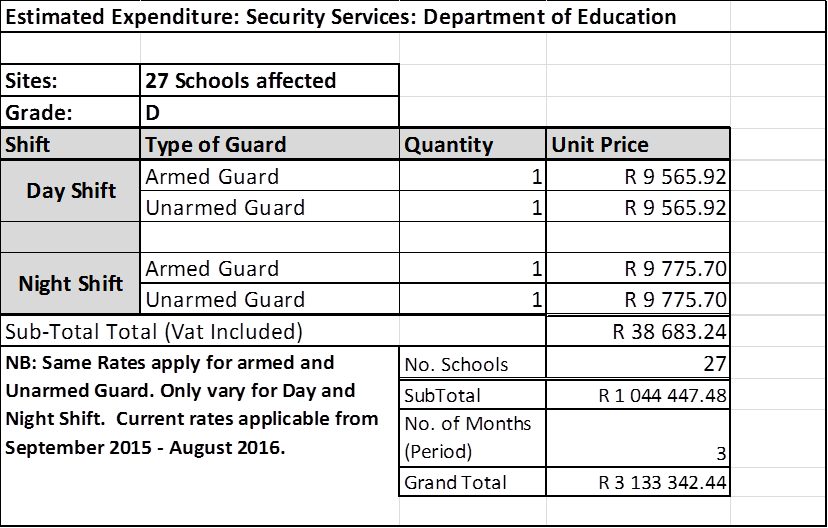 Estimated Expenditure: Security Services: Department of Education
Sites: 27 Schools affected
Grade: D
Shift Type of Guard Quantity Unit Price
Day Shift
Armed Guard 1 R 9 565.92
Unarmed Guard 1 R 9 565.92
Night Shift
Armed Guard 1 R 9 775.70
Unarmed Guard 1 R 9 775.70
Sub-Total Total (Vat Included) R 38 683.24
NB: Same Rates apply for armed and
Unarmed Guard. Only vary for Day and
Night Shift. Current rates applicable from
September 2015 - August 2016.
No. Schools 27
SubTotal R 1 044 447.48
No. of Months
(Period) 3
Grand Total R 3 133 342.44